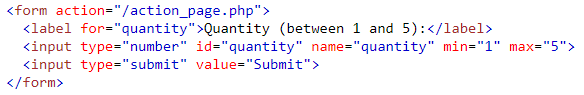 <form action="/action_page.php">
  <label for="quantity">Quantity (between 1 and 5):</label>
  <input type="number" id="quantity" name="quantity" min="1" max="5">
  <input type="submit" value="Submit">
</form>